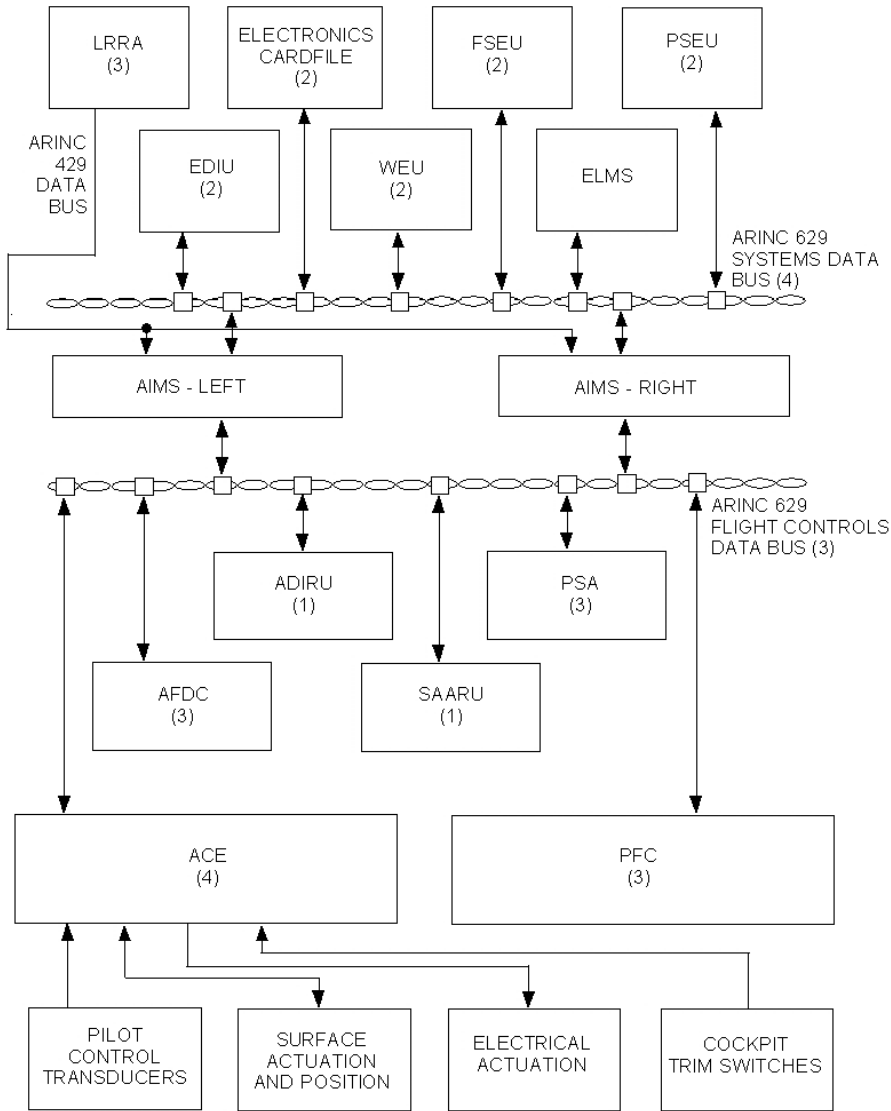 LRRA
(3)
ELECTRONICS
CARDFILE
(2)
FSEU
(2)
PSEU
(2)
ARINC
429
DATA
BUS
EDIU
(2)
WEU
(2)
ELMS
ARINC 629
SYSTEMS DATA
BUS (4)
AIMS - LEFT
AIMS - RIGHT
ARINC 629
FLIGHT CONTROLS
DATA BUS (3)
ADIRU
(1)
PSA
(3)
AFDC
(3)
SAARU
(1)
ACE
(4)
PFC
(3)
PILOT
CONTROL
TRANSDUCERS
SURFACE
ACTUATION
AND POSITION
ELECTRICAL
ACTUATION
COCKPIT
TRIM SWITCHES